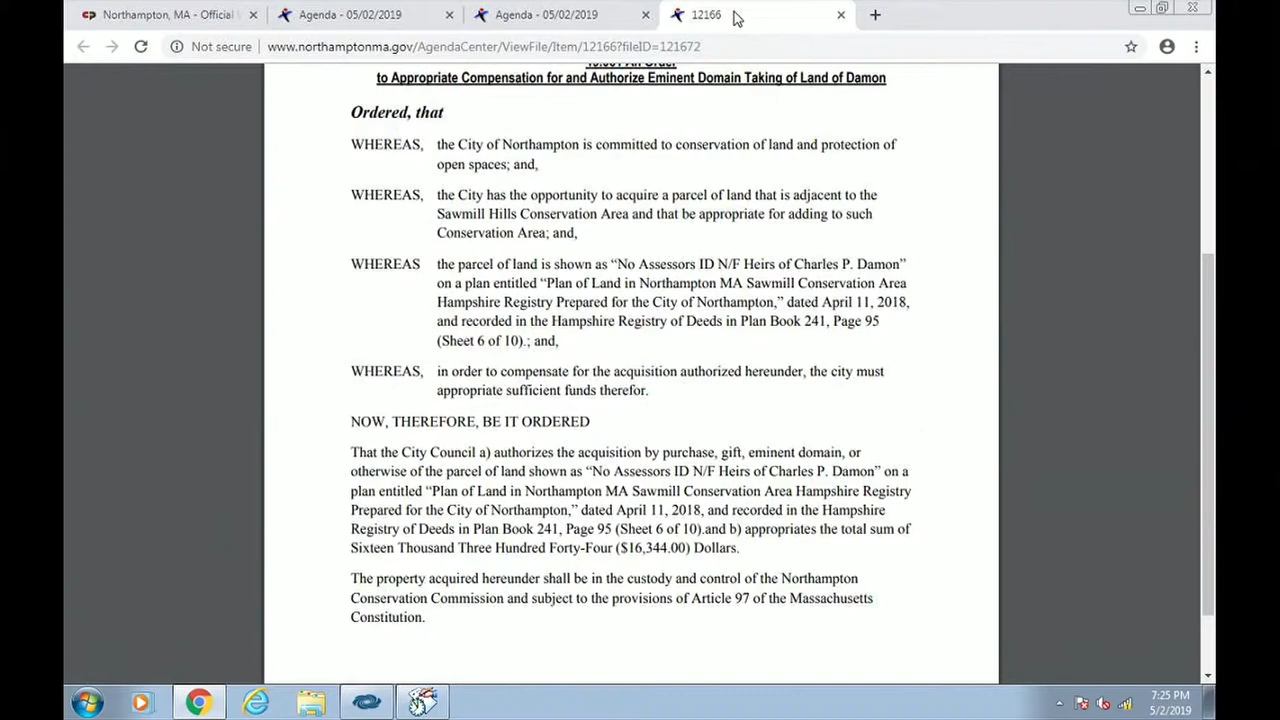 Northampton, MA - Official
Agenda - 05/02/2019
Agenda - 05/02/2019
12166
Not secure
www.northamptonma.gov/AgendaCenter/ViewFile/Item/12166?fileID=121672
An Order
to Appropriate Compensation for and Authorize Eminent Domain Taking of Land of Damon
Ordered, that
WHEREAS, the City of Northampton is committed to conservation of land and protection of
open spaces; and,
WHEREAS, the City has the opportunity to acquire a parcel of land that is adjacent to the
Sawmill Hills Conservation Area and that be appropriate for adding to such
Conservation Area; and,
WHEREAS the parcel of land is shown as “No Assessors ID N/F Heirs of Charles P. Damon”
on a plan entitled “Plan of Land in Northampton MA Sawmill Conservation Area
Hampshire Registry Prepared for the City of Northampton,” dated April 11, 2018,
and recorded in the Hampshire Registry of Deeds in Plan Book 241, Page 95
(Sheet 6 of 10).; and,
WHEREAS, in order to compensate for the acquisition authorized hereunder, the city must
appropriate sufficient funds therefor.
NOW, THEREFORE, BE IT ORDERED
That the City Council a) authorizes the acquisition by purchase, gift, eminent domain, or
otherwise of the parcel of land shown as “No Assessors ID N/F Heirs of Charles P. Damon” on a
plan entitled “Plan of Land in Northampton MA Sawmill Conservation Area Hampshire Registry
Prepared for the City of Northampton,” dated April 11, 2018, and recorded in the Hampshire
Registry of Deeds in Plan Book 241, Page 95 (Sheet 6 of 10).and b) appropriates the total sum of
Sixteen Thousand Three Hundred Forty-Four ($16,344.00) Dollars.
The property acquired hereunder shall be in the custody and control of the Northampton
Conservation Commission and subject to the provisions of Article 97 of the Massachusetts
Constitution.
7:25 PM
5/2/2019